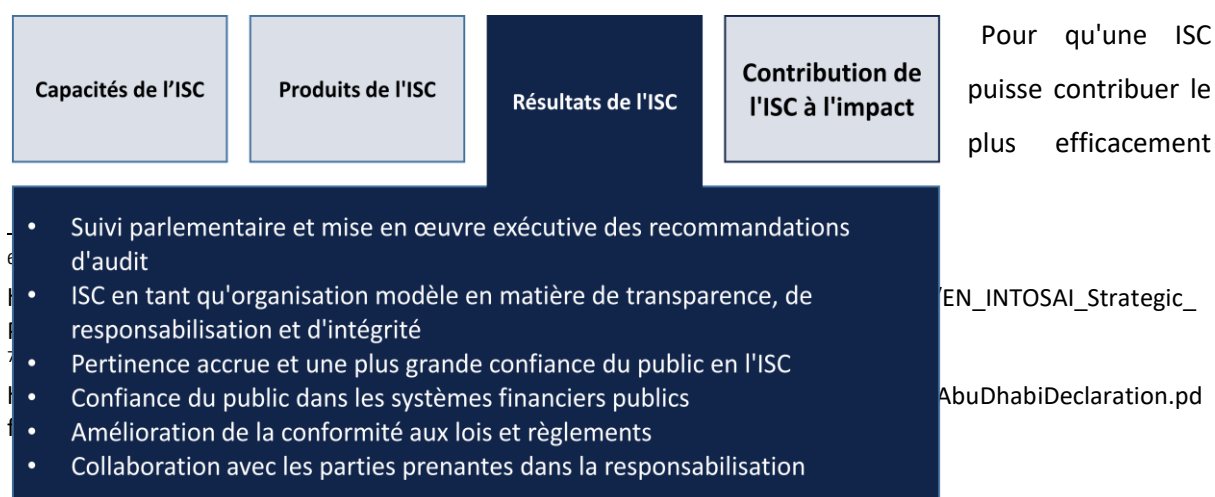 Capacités de l'ISC
Produits de l'ISC
Résultats de l'ISC
Contribution de
l'ISC à l'impact
Pour qu'une ISC
puisse contribuer le
plus efficacement
• Suivi parlementaire et mise en œuvre exécutive des recommandations
d'audit
• ISC en tant qu'organisation modèle en matière de transparence, de
responsabilisation et d'intégrité
• Pertinence accrue et une plus grande confiance du public en l'ISC
• Confiance du public dans les systèmes financiers publics
• Amélioration de la conformité aux lois et règlements
• Collaboration avec les parties prenantes dans la responsabilisation
/EN_INTOSAI_Strategic_
AbuDhabiDeclaration.pd
f